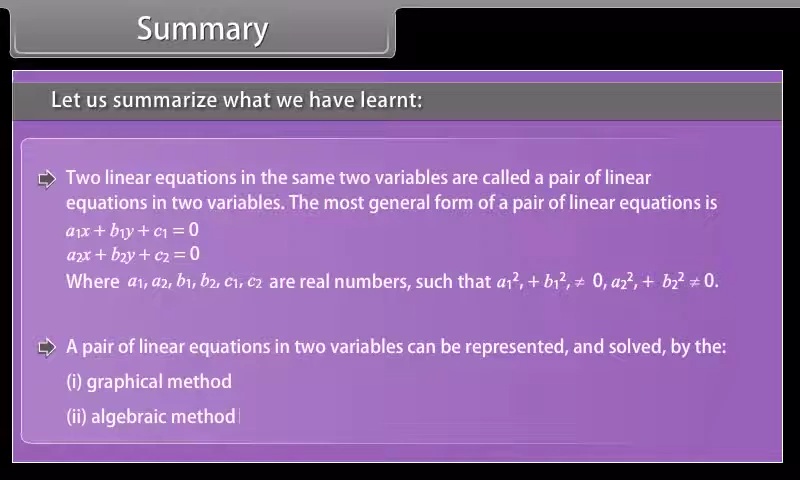 Summary
Let us summarize what we have learnt:
Two linear equations in the same two variables are called a pair of linear
equations in two variables. The most general form of a pair of linear equations is
a₁x + b₁y + c₁ = 0
a₂x + b₂y + c₂ = 0
Where a₁, a₂, b₁, b₂, c₁, c₂ are real numbers, such that a₁², + b₁², ≠ 0, a₂², + b₂² ≠ 0.
A pair of linear equations in two variables can be represented, and solved, by the:
(i) graphical method
(ii) algebraic method